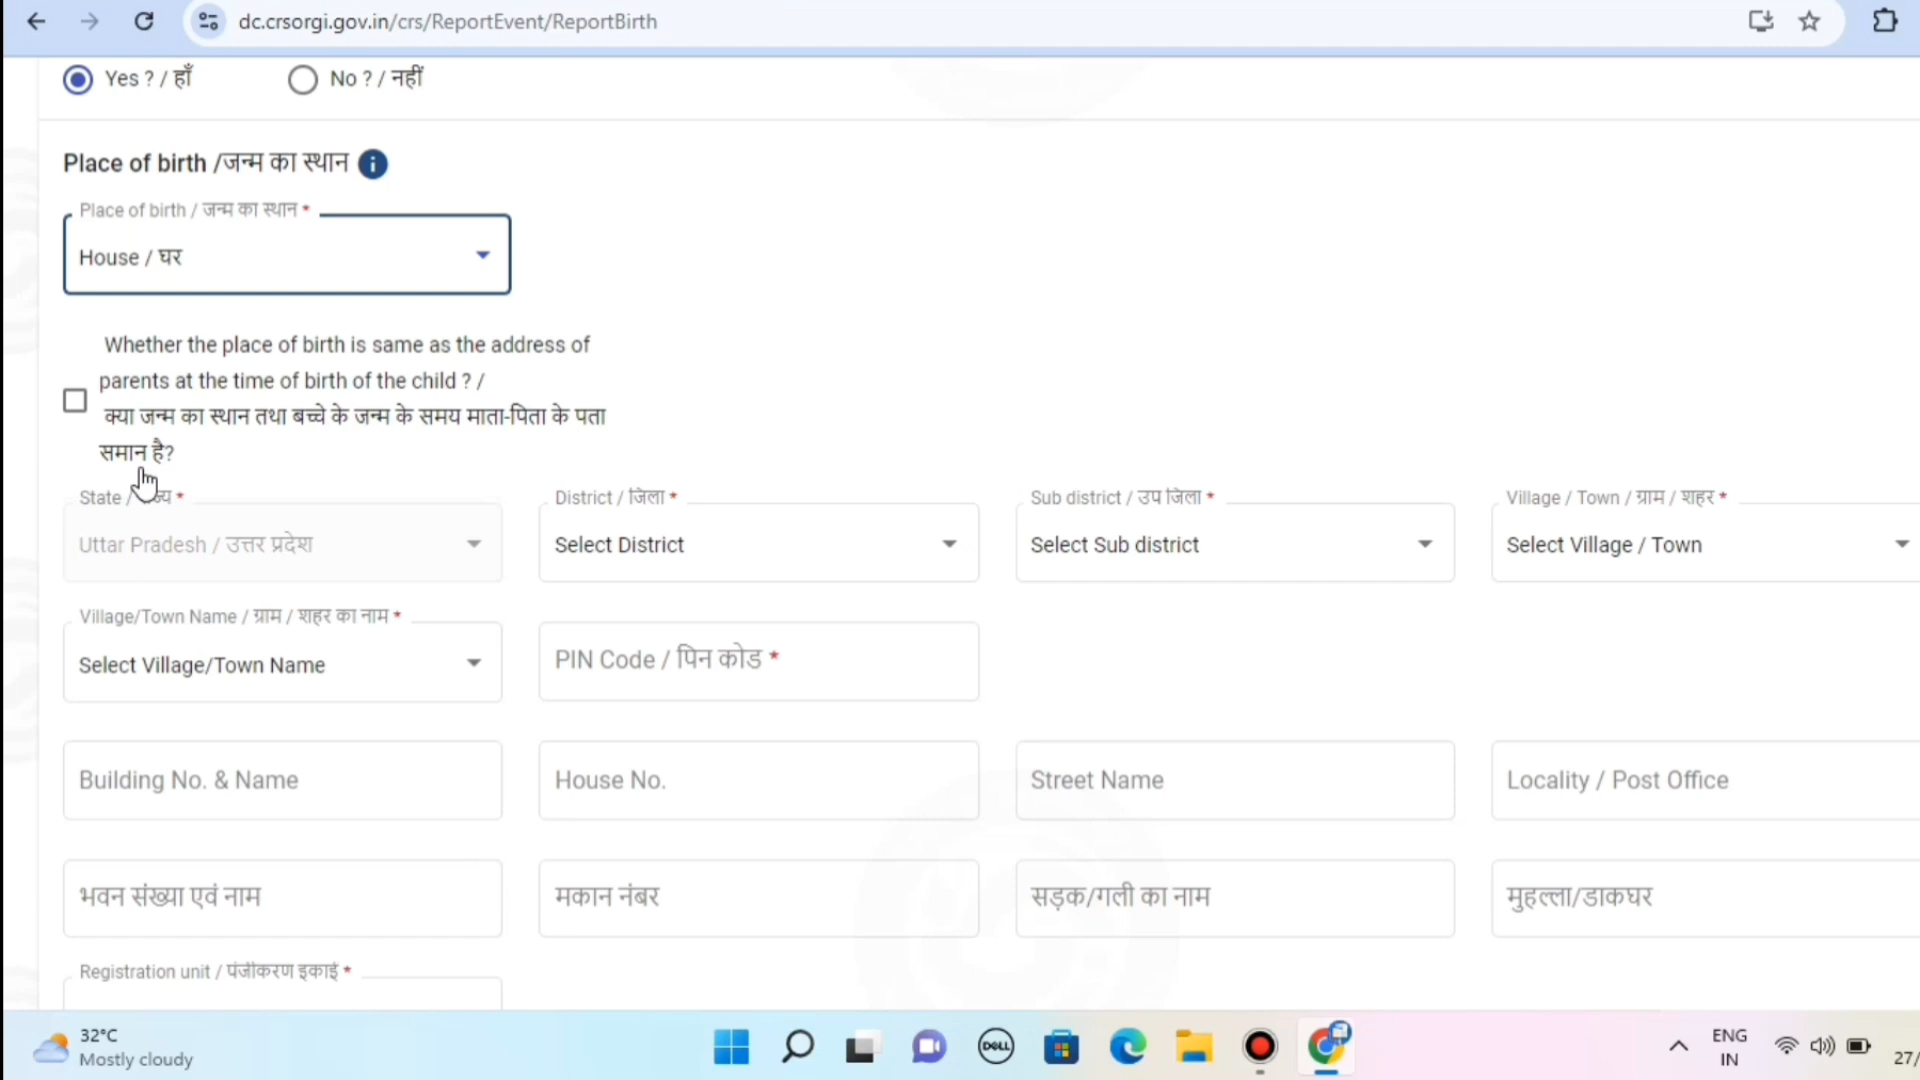 dc.crsorgi.gov.in/crs/ReportEvent/ReportBirth
Yes ? / हाँ No ? / नहीं
Place of birth /जन्म का स्थान i
Place of birth / जन्म का स्थान *
House / घर
Whether the place of birth is same as the address of
parents at the time of birth of the child ? /
क्या जन्म का स्थान तथा बच्चे के जन्म के समय माता-पिता के पता
समान है?
State / * District / जिला * Sub district / उप जिला * Village / Town / ग्राम / शहर *
Uttar Pradesh / उत्तर प्रदेश Select District Select Sub district Select Village / Town
Village/Town Name / ग्राम / शहर का नाम *
Select Village/Town Name PIN Code / पिन कोड *
Building No. & Name House No. Street Name Locality / Post Office
भवन संख्या एवं नाम मकान नंबर सड़क/गली का नाम मुहल्ला/डाकघर
Registration unit / पंजीकरण इकाई *
32°C
Mostly cloudy
DELL
ENG
IN
27/